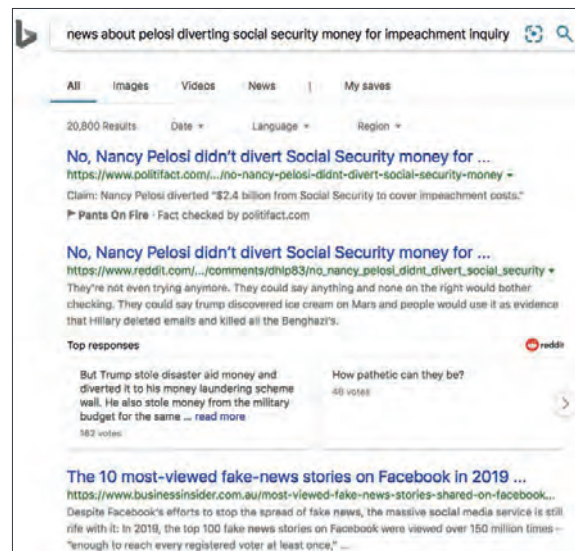 news about pelosi diverting social security money for impeachment inquiry
All Images Videos News | My saves
20,800 Results Date Language Region
No, Nancy Pelosi didn't divert Social Security money for ...
https://www.politifact.com/.../no-nancy-pelosi-didnt-divert-social-security-money
Claim: Nancy Pelosi diverted "$2.4 billion from Social Security to cover impeachment costs."
Pants On Fire · Fact checked by politifact.com
No, Nancy Pelosi didn't divert Social Security money for ...
https://www.reddit.com/.../comments/dhlp83/no_nancy_pelosi_didnt_divert_social_security
They're not even trying anymore. They could say anything and none on the right would bother
checking. They could say trump discovered ice cream on Mars and people would use it as evidence
that Hillary deleted emails and killed all the Benghazi's.
Top responses
reddit
But Trump stole disaster aid money and
diverted it to his money laundering scheme
wall. He also stole money from the military
budget for the same ... read more
162 votes
How pathetic can they be?
46 votes
The 10 most-viewed fake-news stories on Facebook in 2019 ...
https://www.businessinsider.com.au/most-viewed-fake-news-stories-shared-on-facebook...
Despite Facebook's efforts to stop the spread of fake news, the massive social media service is still
rife with it: In 2019, the top 100 fake news stories on Facebook were viewed over 150 million times –
"enough to reach every registered voter at least once," ...